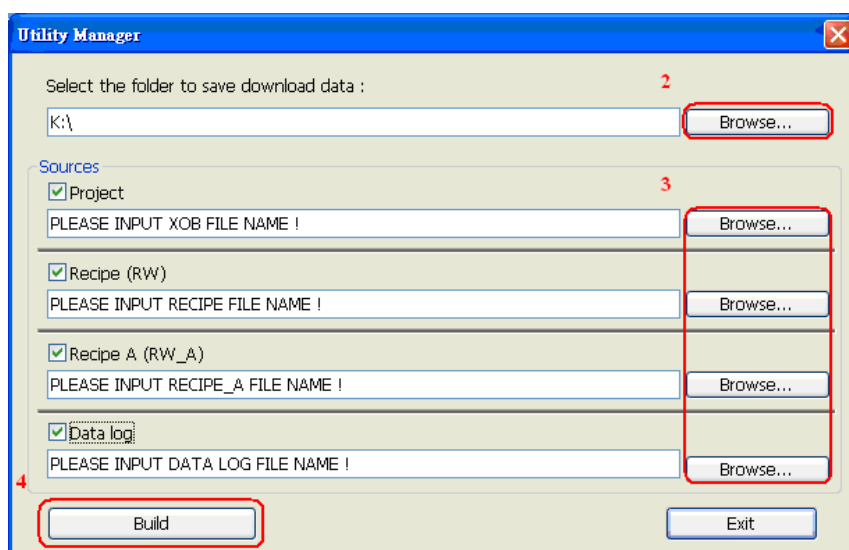 Utility Manager
Select the folder to save download data :
2
K:\
Browse...
Sources
Project
3
PLEASE INPUT XOB FILE NAME !
Browse...
Recipe (RW)
PLEASE INPUT RECIPE FILE NAME !
Browse...
Recipe A (RW_A)
PLEASE INPUT RECIPE_A FILE NAME !
Browse...
Data log
PLEASE INPUT DATA LOG FILE NAME !
Browse...
4
Build
Exit